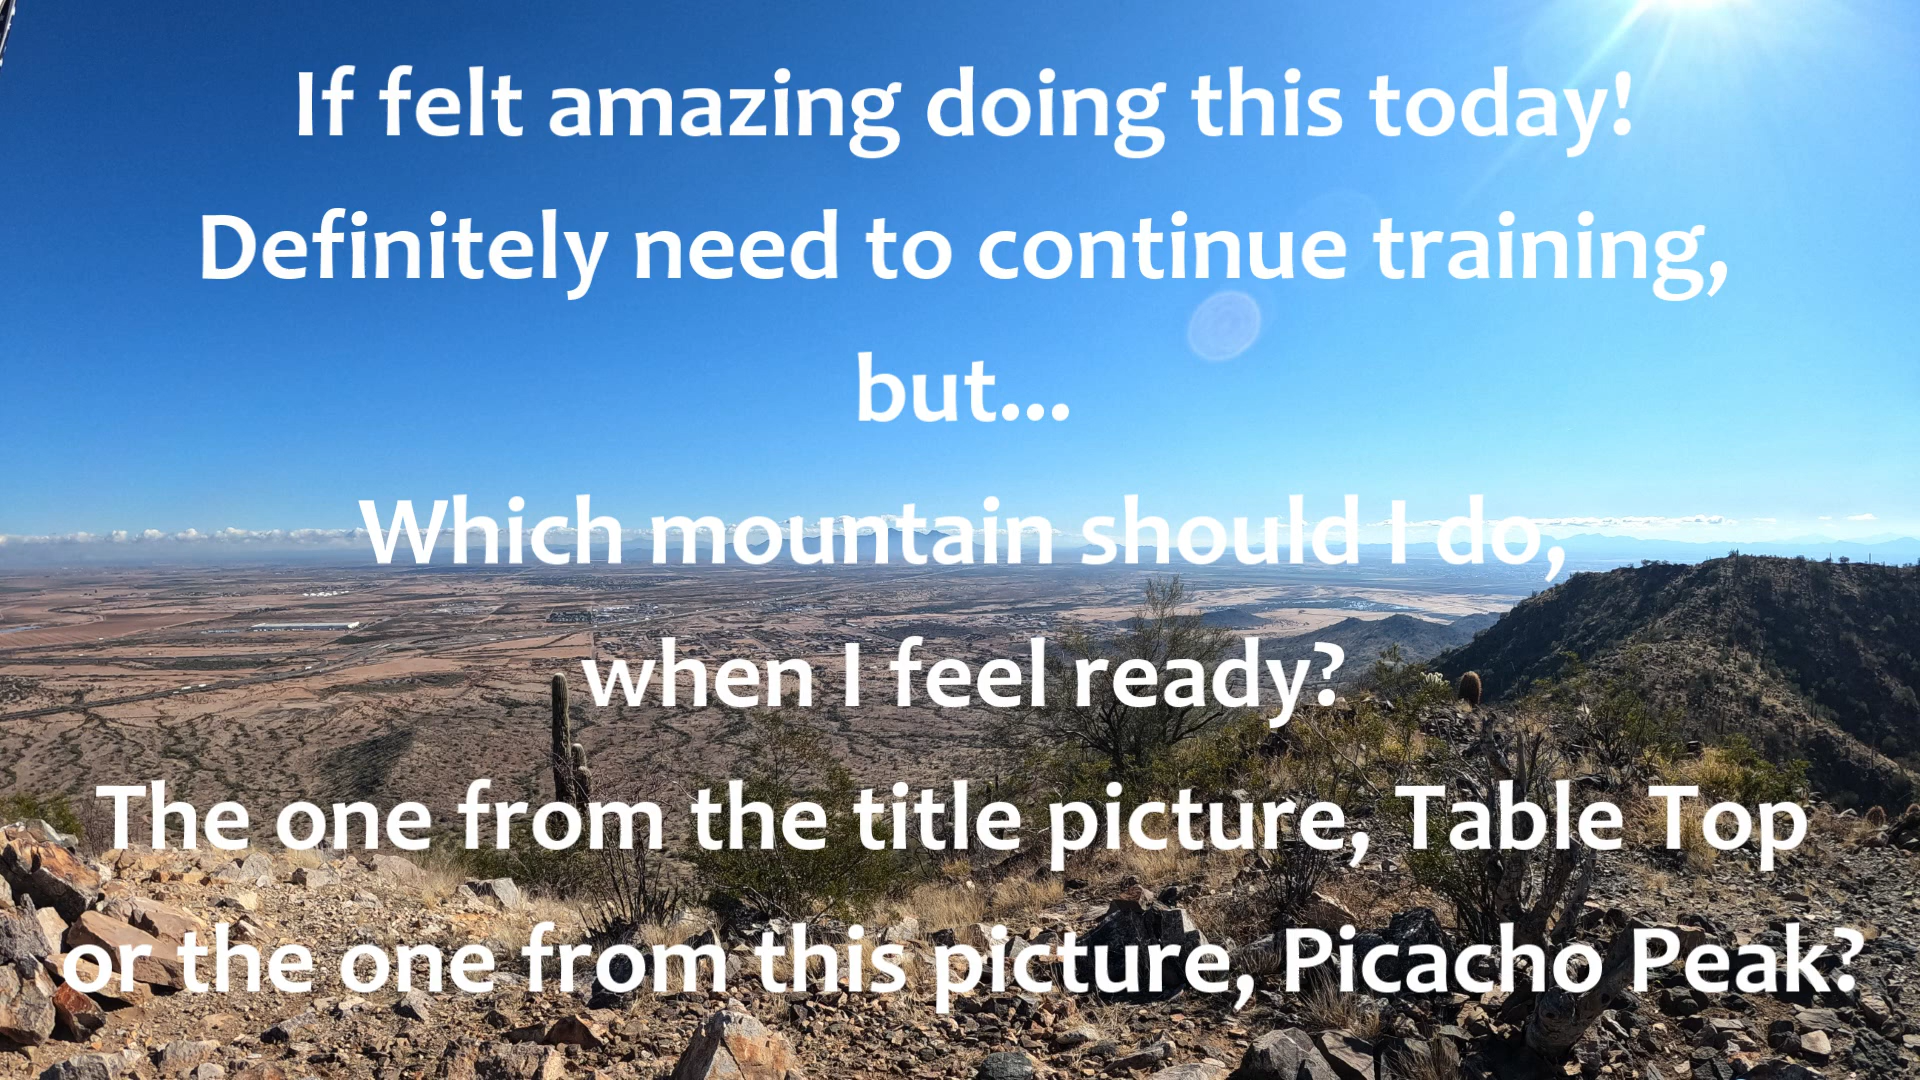 If felt amazing doing this today!
Definitely need to continue training,
but...
Which mountain should I do,
when I feel ready?
The one from the title picture, Table Top
or the one from this picture, Picacho Peak?